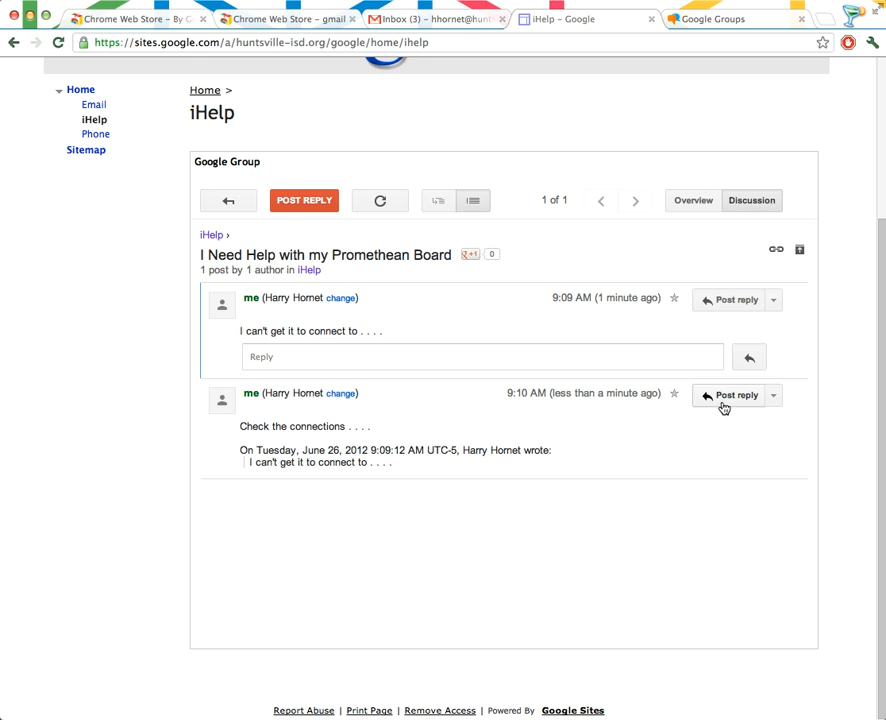 Chrome Web Store - By G
Chrome Web Store - gmail
Inbox (3) - hhornet@hunts
iHelp - Google
Google Groups
https://sites.google.com/a/huntsville-isd.org/google/home/ihelp
Home
Email
iHelp
Phone
Sitemap
Home >
iHelp
Google Group
POST REPLY
1 of 1
Overview
Discussion
iHelp ›
I Need Help with my Promethean Board
+1 0
1 post by 1 author in iHelp
me (Harry Hornet change) 9:09 AM (1 minute ago) Post reply
I can't get it to connect to . . . .
Reply
me (Harry Hornet change) 9:10 AM (less than a minute ago) Post reply
Check the connections . . . .
On Tuesday, June 26, 2012 9:09:12 AM UTC-5, Harry Hornet wrote:
I can't get it to connect to . . . .
Report Abuse | Print Page | Remove Access | Powered By Google Sites